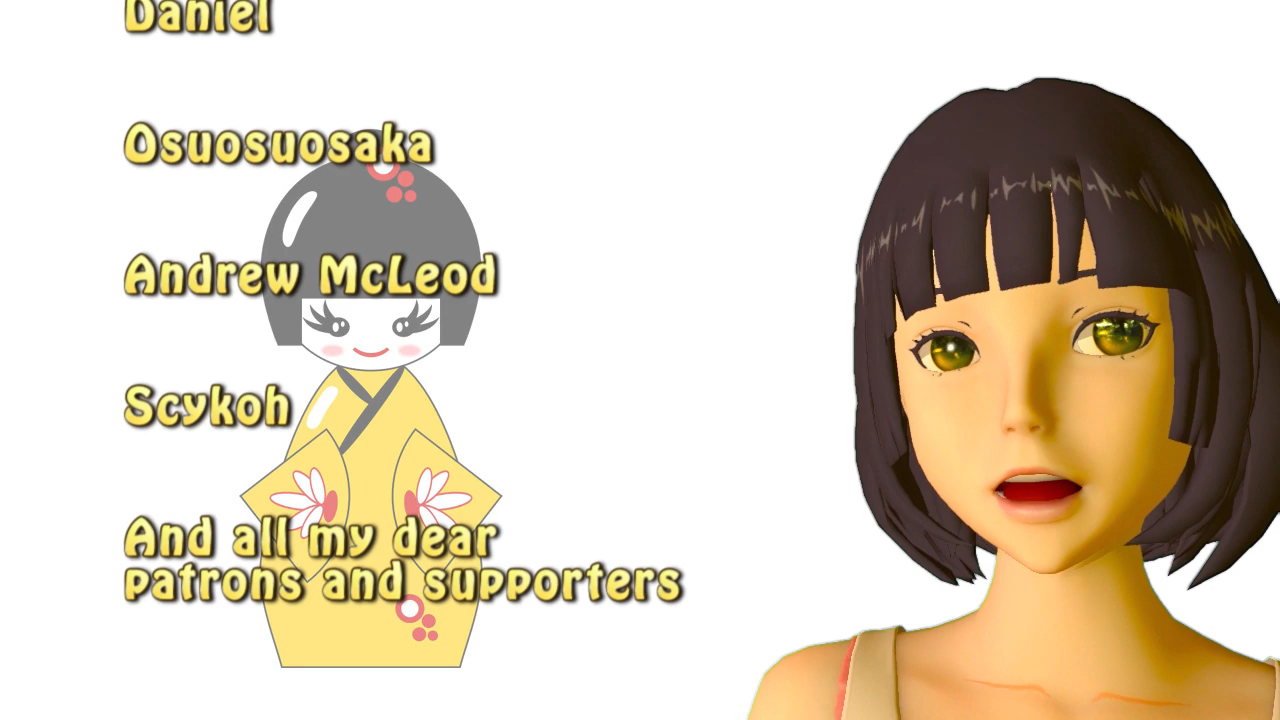 Daniel
Osuosuosaka
Andrew McLeod
Scykoh
And all my dear
patrons and supporters